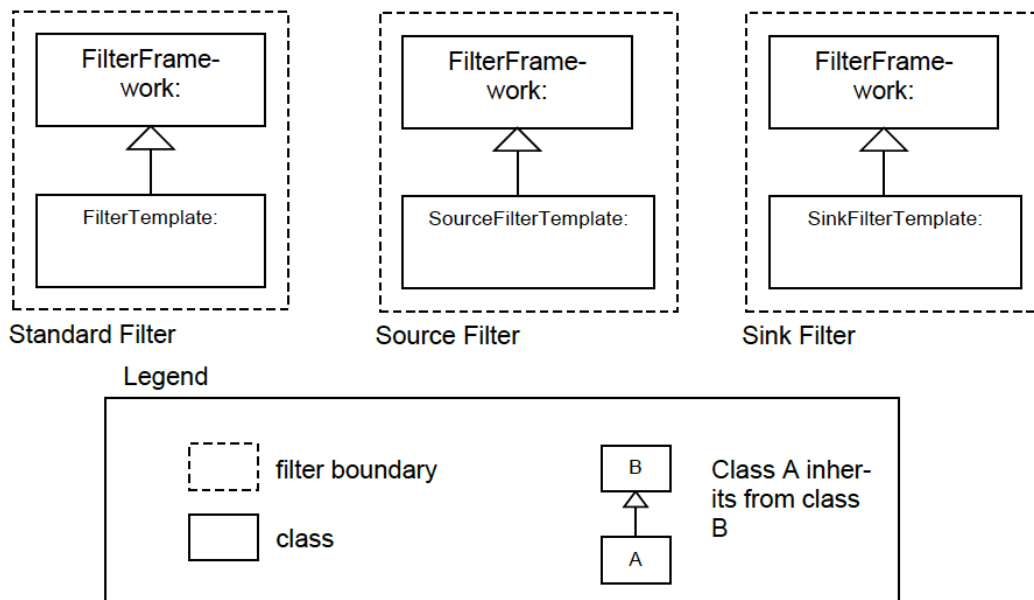 FilterFrame-
work:
FilterTemplate:
Standard Filter
FilterFrame-
work:
SourceFilterTemplate:
Source Filter
FilterFrame-
work:
SinkFilterTemplate:
Sink Filter
Legend
filter boundary
class
B
A
Class A inher-
its from class
B